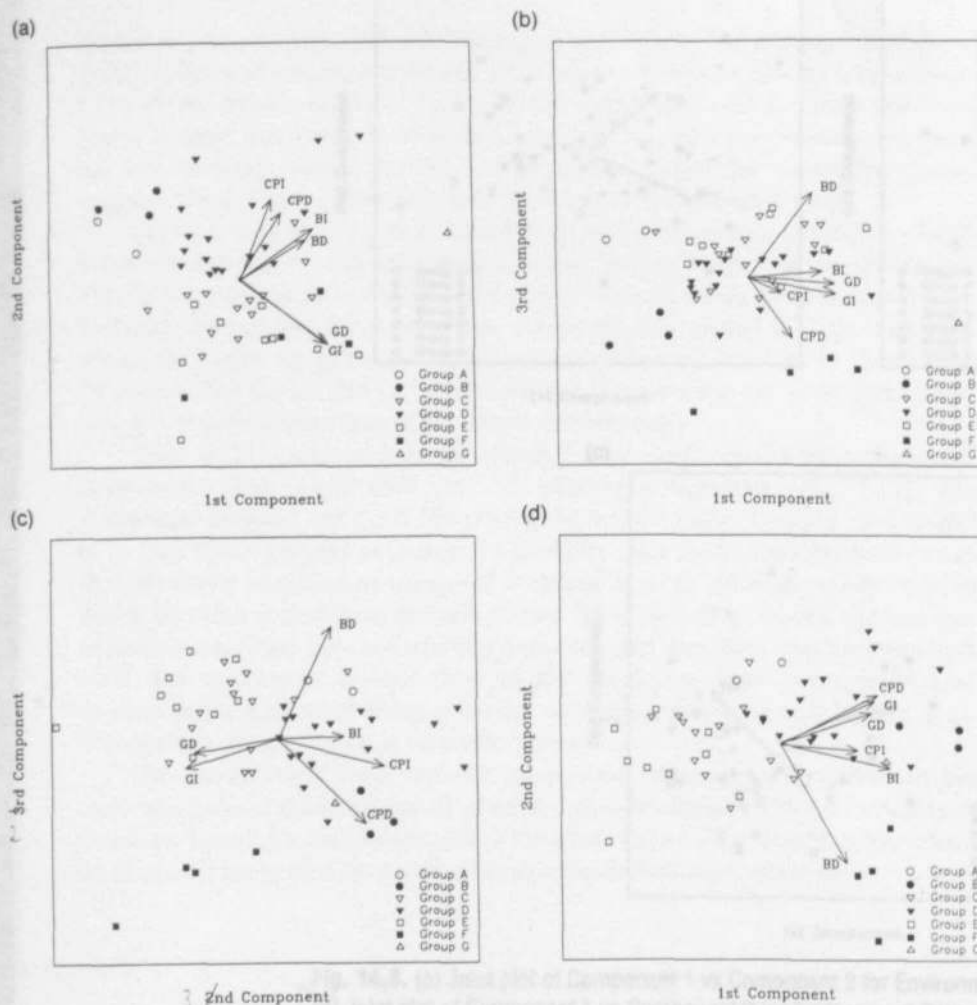 (a)
2nd Component
CPI
CPD
BI
BD
GD
GI
Group A
Group B
Group C
Group D
Group E
Group F
Group G
1st Component
(b)
3rd Component
BD
BI
GD
GI
CPI
CPD
Group A
Group B
Group C
Group D
Group E
Group F
Group G
1st Component
(c)
3rd Component
BD
BI
GD
GI
CPI
CPD
Group A
Group B
Group C
Group D
Group E
Group F
Group G
2nd Component
(d)
2nd Component
CPD
GI
GD
CPI
BI
BD
Group A
Group B
Group C
Group D
Group E
Group F
Group G
1st Component